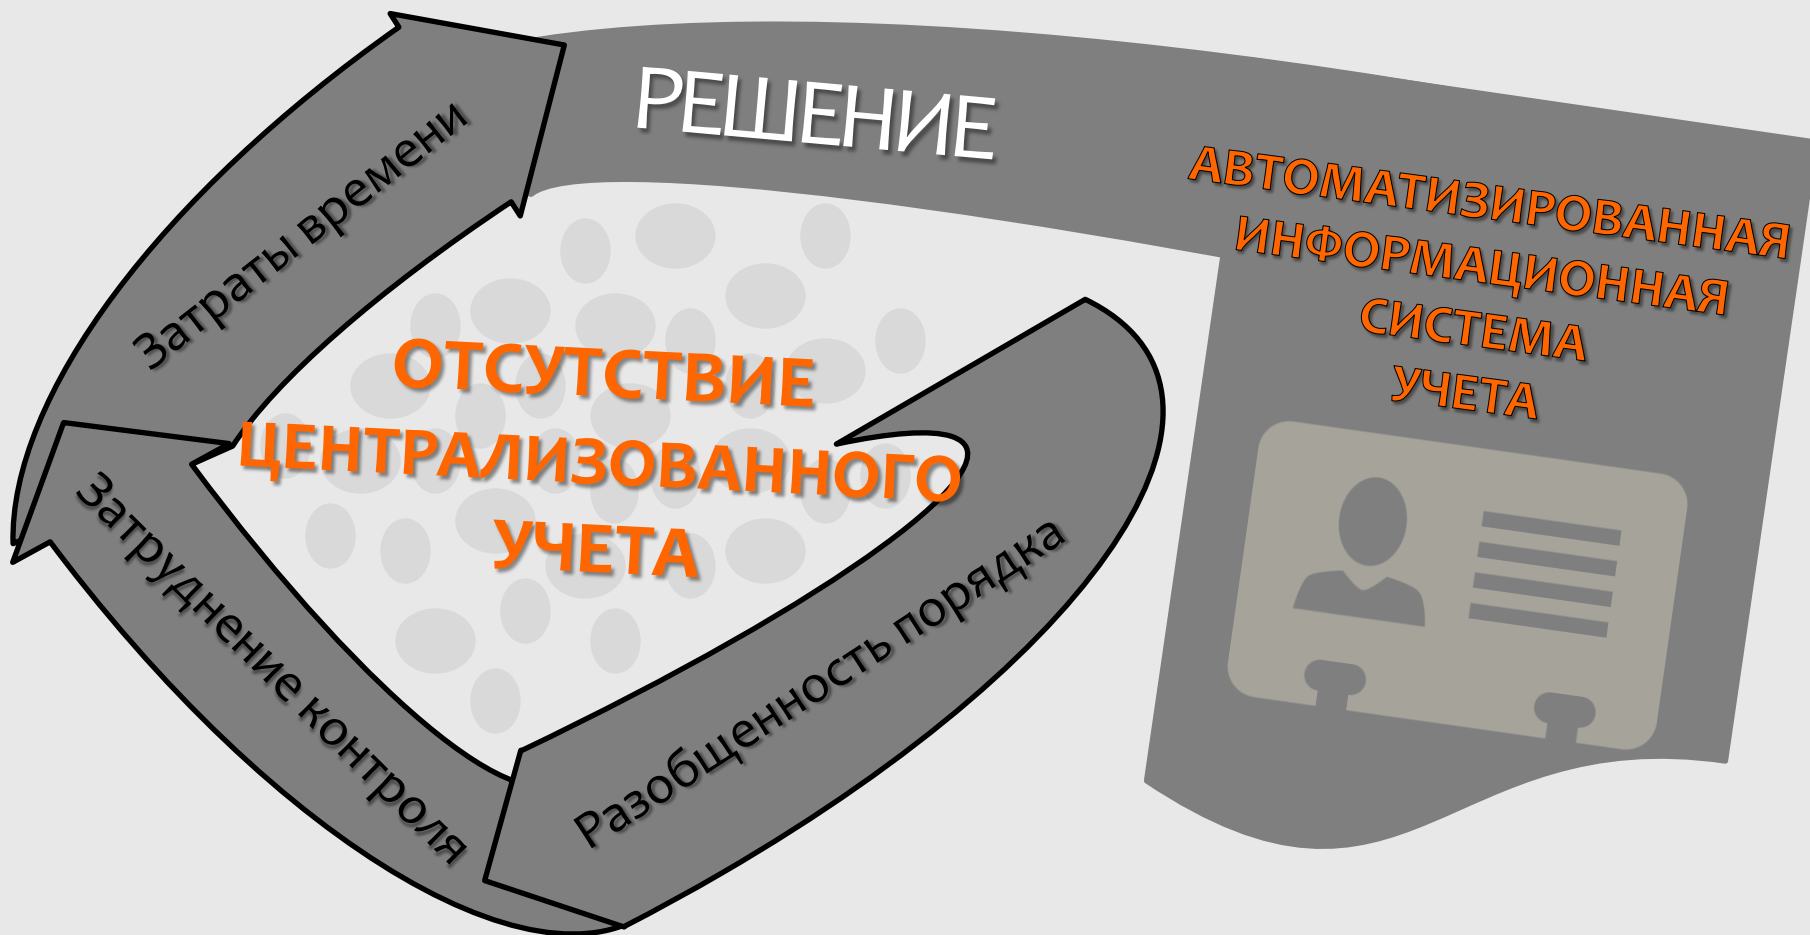 РЕШЕНИЕ
АВТОМАТИЗИРОВАННАЯ
ИНФОРМАЦИОННАЯ
СИСТЕМА
УЧЕТА
Затраты времени
ОТСУТСТВИЕ
ЦЕНТРАЛИЗОВАННОГО
УЧЕТА
Затруднение контроля
Разобщенность порядка